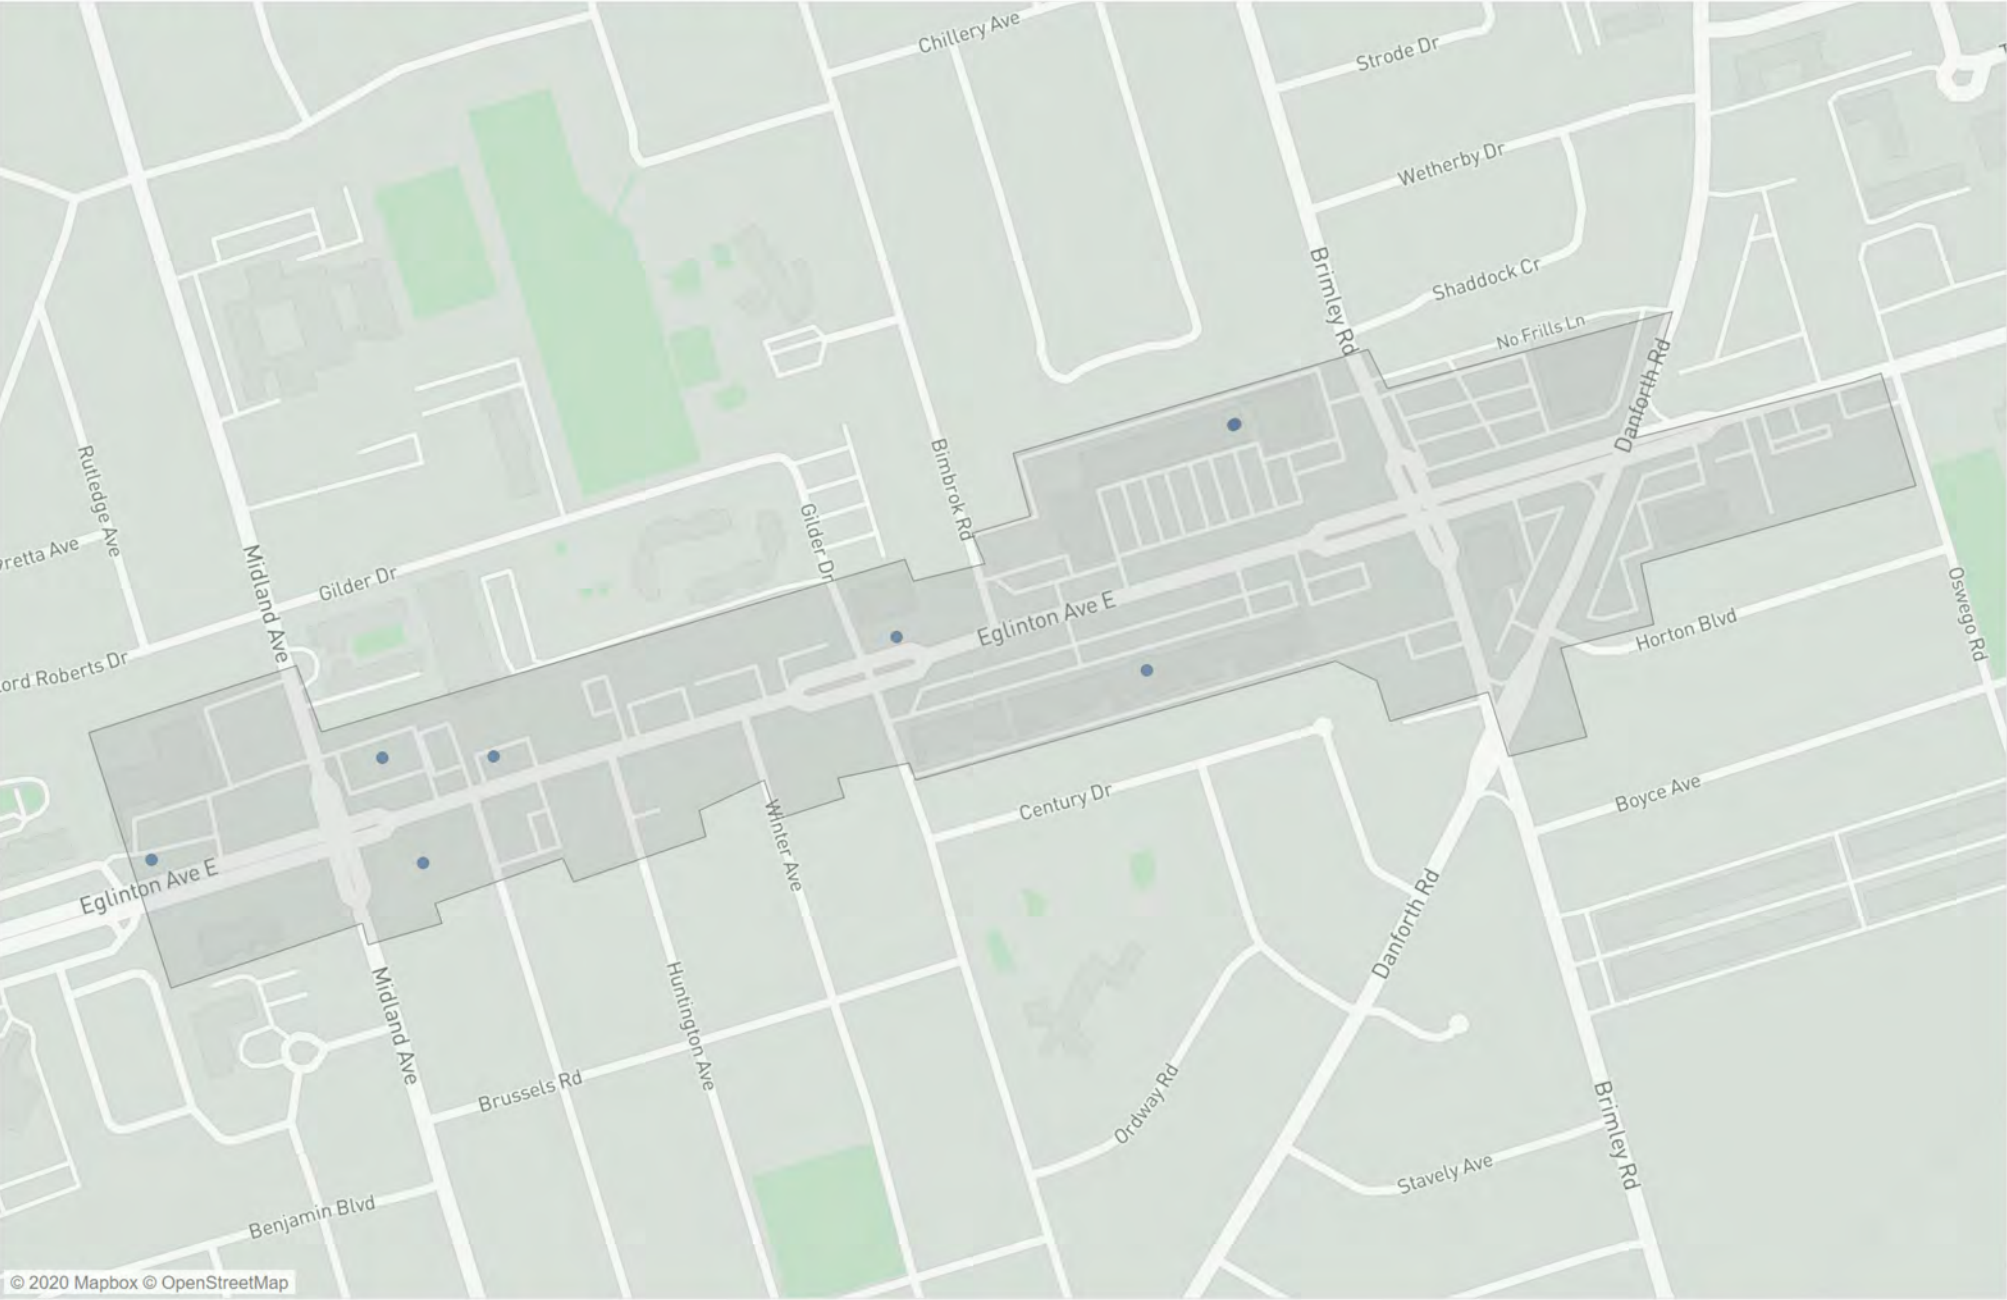 Chillery Ave
Strode Dr
Wetherby Dr
Shaddock Cr
Brimley Rd
No Frills Ln
Danforth Rd
Rutledge Ave
Bimbrok Rd
Gilder Dr
Midland Ave
Gilder Dr
Eglinton Ave E
Oswego Rd
Horton Blvd
Boyce Ave
Century Dr
Winter Ave
Eglinton Ave E
Danforth Rd
Midland Ave
Huntington Ave
Brussels Rd
Ordway Rd
Brimley Rd
Stavely Ave
Benjamin Blvd
Roberts Dr
Ave
© 2020 Mapbox © OpenStreetMap